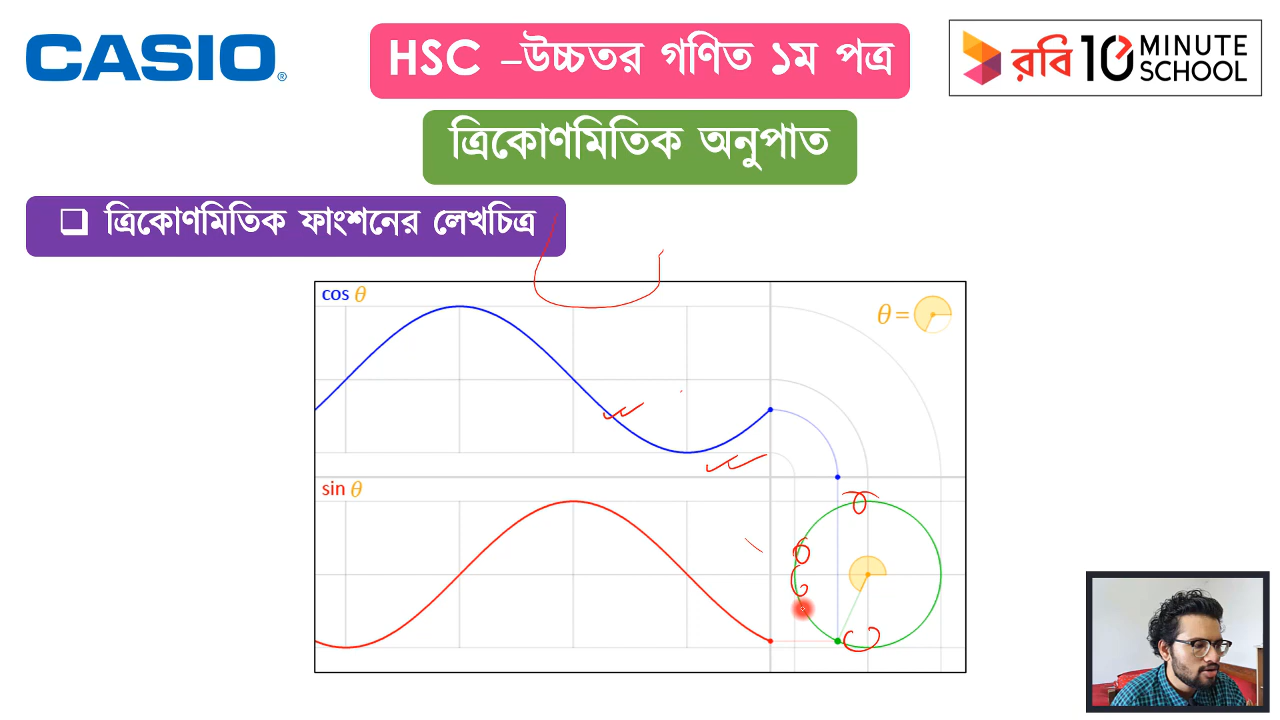 CASIO®
HSC –উচ্চতর গণিত ১ম পত্র
রবি 10 MINUTE SCHOOL
ত্রিকোণমিতিক অনুপাত
❑ ত্রিকোণমিতিক ফাংশনের লেখচিত্র
cos θ
θ =
sin θ